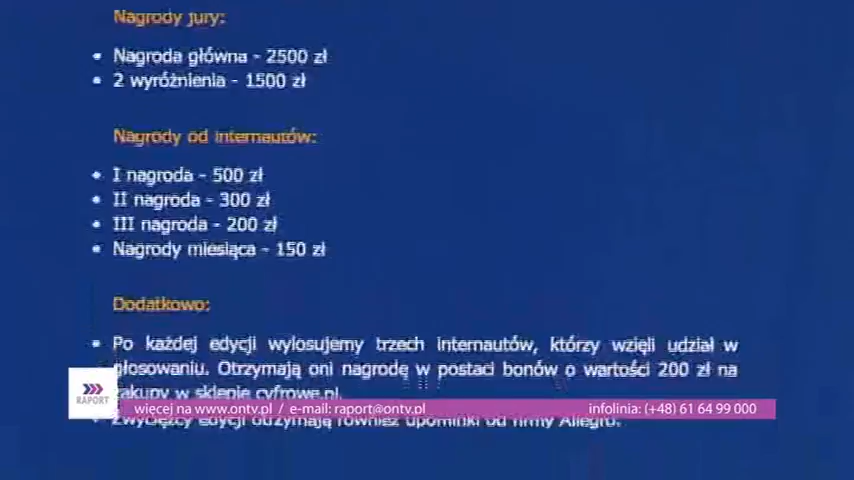 Nagrody jury:
• Nagroda główna - 2500 zł
• 2 wyróżnienia - 1500 zł
Nagrody od internautów:
• I nagroda - 500 zł
• II nagroda - 300 zł
• III nagroda - 200 zł
• Nagrody miesiąca - 150 zł
Dodatkowo:
• Po każdej edycji wylosujemy trzech internautów, którzy wzięli udział w
głosowaniu. Otrzymają oni nagrodę w postaci bonów o wartości 200 zł na
zakupy w sklepie cyfrowe.pl.
RAPORT
więcej na www.ontv.pl / e-mail: raport@ontv.pl
infolinia: (+48) 61 64 99 000
• Zwycięzcy edycji otrzymają również upominki od firmy Allegro.